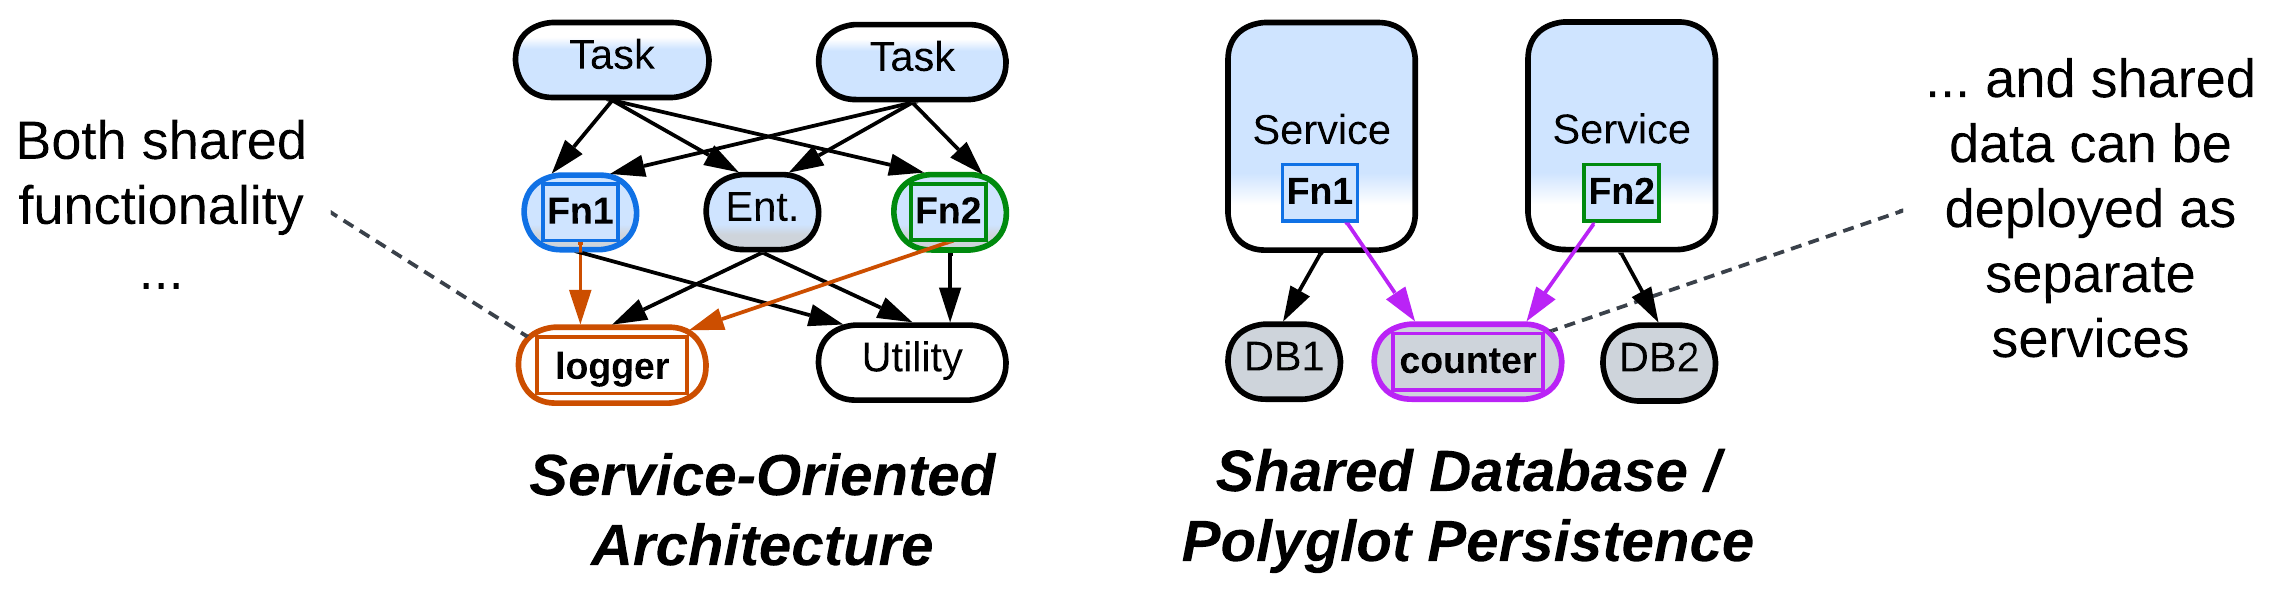 Both shared
functionality
...
Task
Task
Fn1
Ent.
Fn2
logger
Utility
Service-Oriented
Architecture
Service
Service
Fn1
Fn2
DB1
counter
DB2
Shared Database /
Polyglot Persistence
... and shared
data can be
deployed as
separate
services